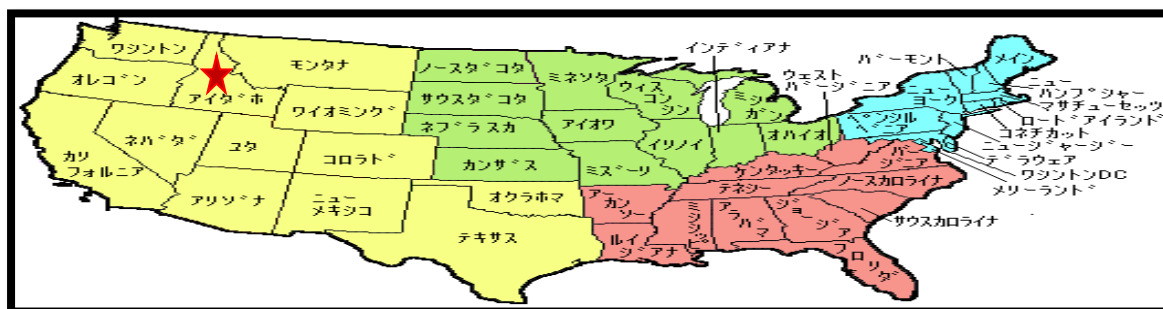 ワシントン
オレゴン
カリ
フォルニア
ネバダ
アイダホ
モンタナ
ワイオミング
ユタ
コロラド
アリゾナ
ニュー
メキシコ
ノースダコタ
サウスダコタ
ネブラスカ
カンザス
オクラホマ
テキサス
ミネソタ
アイオワ
ミズーリ
アー
カン
ソー
ルイ
ジアナ
ウィス
コン
シン
イリノイ
ミシ
ガン
インディアナ
オハイオ
ケンタッキー
テネシー
ミシシッピ
アラバマ
ジョー
ジア
フロリダ
ウェスト
バージニア
バー
ジニア
ノースカロライナ
サウスカロライナ
ペンシル
ベニア
ニュー
ヨーク
バーモント
メイン
ニュー
ハンプシャー
マサチューセッツ
ロードアイランド
コネチカット
ニュージャージー
デラウェア
ワシントンDC
メリーランド